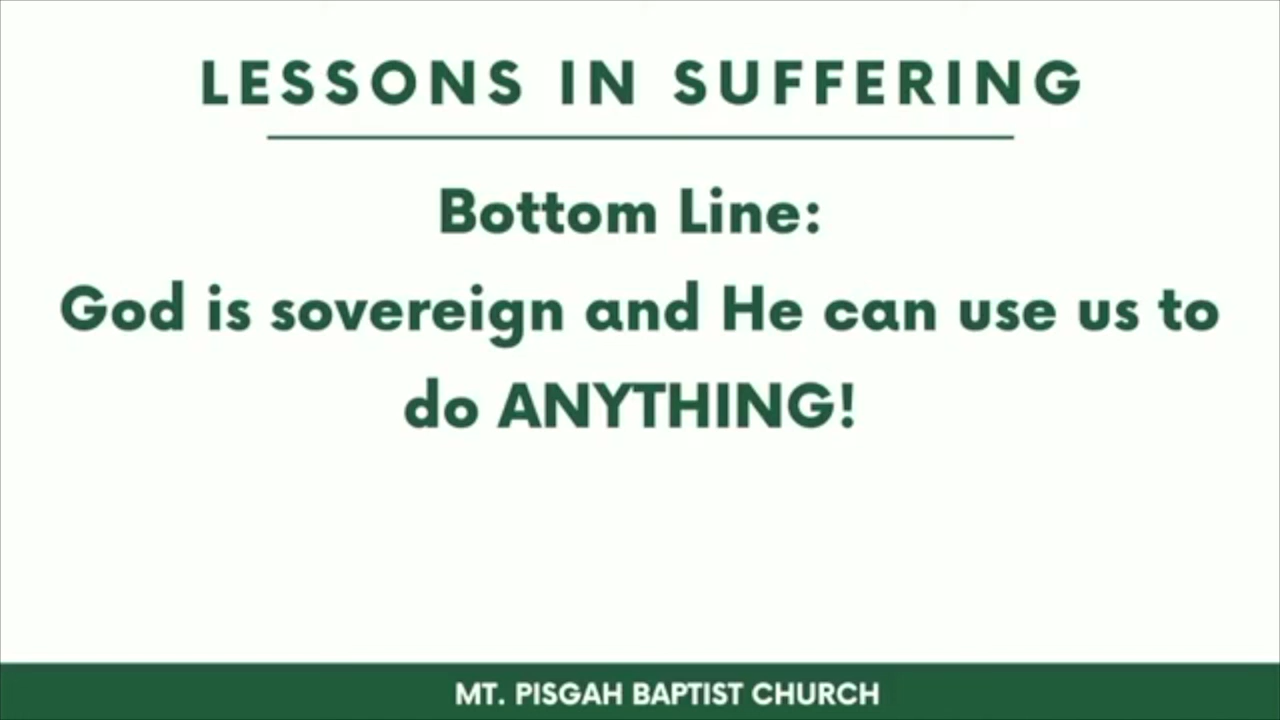 LESSONS IN SUFFERING
Bottom Line:
God is sovereign and He can use us to
do ANYTHING!
MT. PISGAH BAPTIST CHURCH